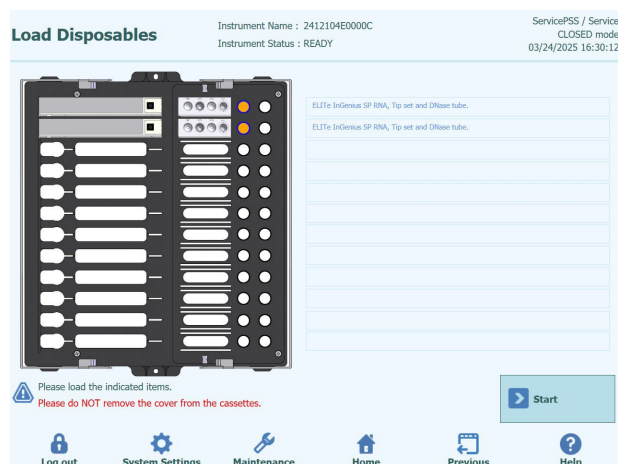 Load Disposables
Instrument Name : 2412104E0000C
Instrument Status : READY
ServicePSS / Service
CLOSED mode
03/24/2025 16:30:12
ELITe InGenius SP RNA, Tip set and DNase tube.
ELITe InGenius SP RNA, Tip set and DNase tube.
Please load the indicated items.
Please do NOT remove the cover from the cassettes.
Start
Log out
System Settings
Maintenance
Home
Previous
Help